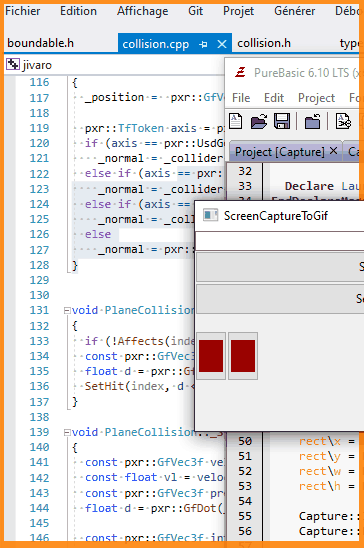 Fichier Edition Affichage Git Projet Générer Débo
boundable.h collision.cpp collision.h type
jivaro
116 {
117 _position = pxr::GfVe
118
119 pxr::TfToken axis = p
120 if (axis == pxr::UsdG
121 _normal = _collider
122 else if (axis == pxr:
123 _normal = _collider
124 else if (axis ==
125 _normal = _coll
126 else
127 _normal = pxr::
128 }
129
130
131 void PlaneCollision
132 {
133 if (!Affects(index
134 const pxr::GfVec3f
135 float d = pxr::Gf
136 SetHit(index, d <
137 }
138
139 void PlaneCollision::_S
140 {
141 const pxr::GfVec3f ve
142 const float vl = velo
143 const pxr::GfVec3f pr
144 float d = pxr::GfDot(
145
146 const pxr::GfVec3f in
PureBasic 6.10 LTS (x
File Edit Project Fo
Project [Capture] Ca
32
33 Declare Lau
34
ScreenCaptureToGif
S
Se
50 rect\x =
51 rect\y =
52 rect\w =
53 rect\h =
54
55 Capture::
56 Capture::